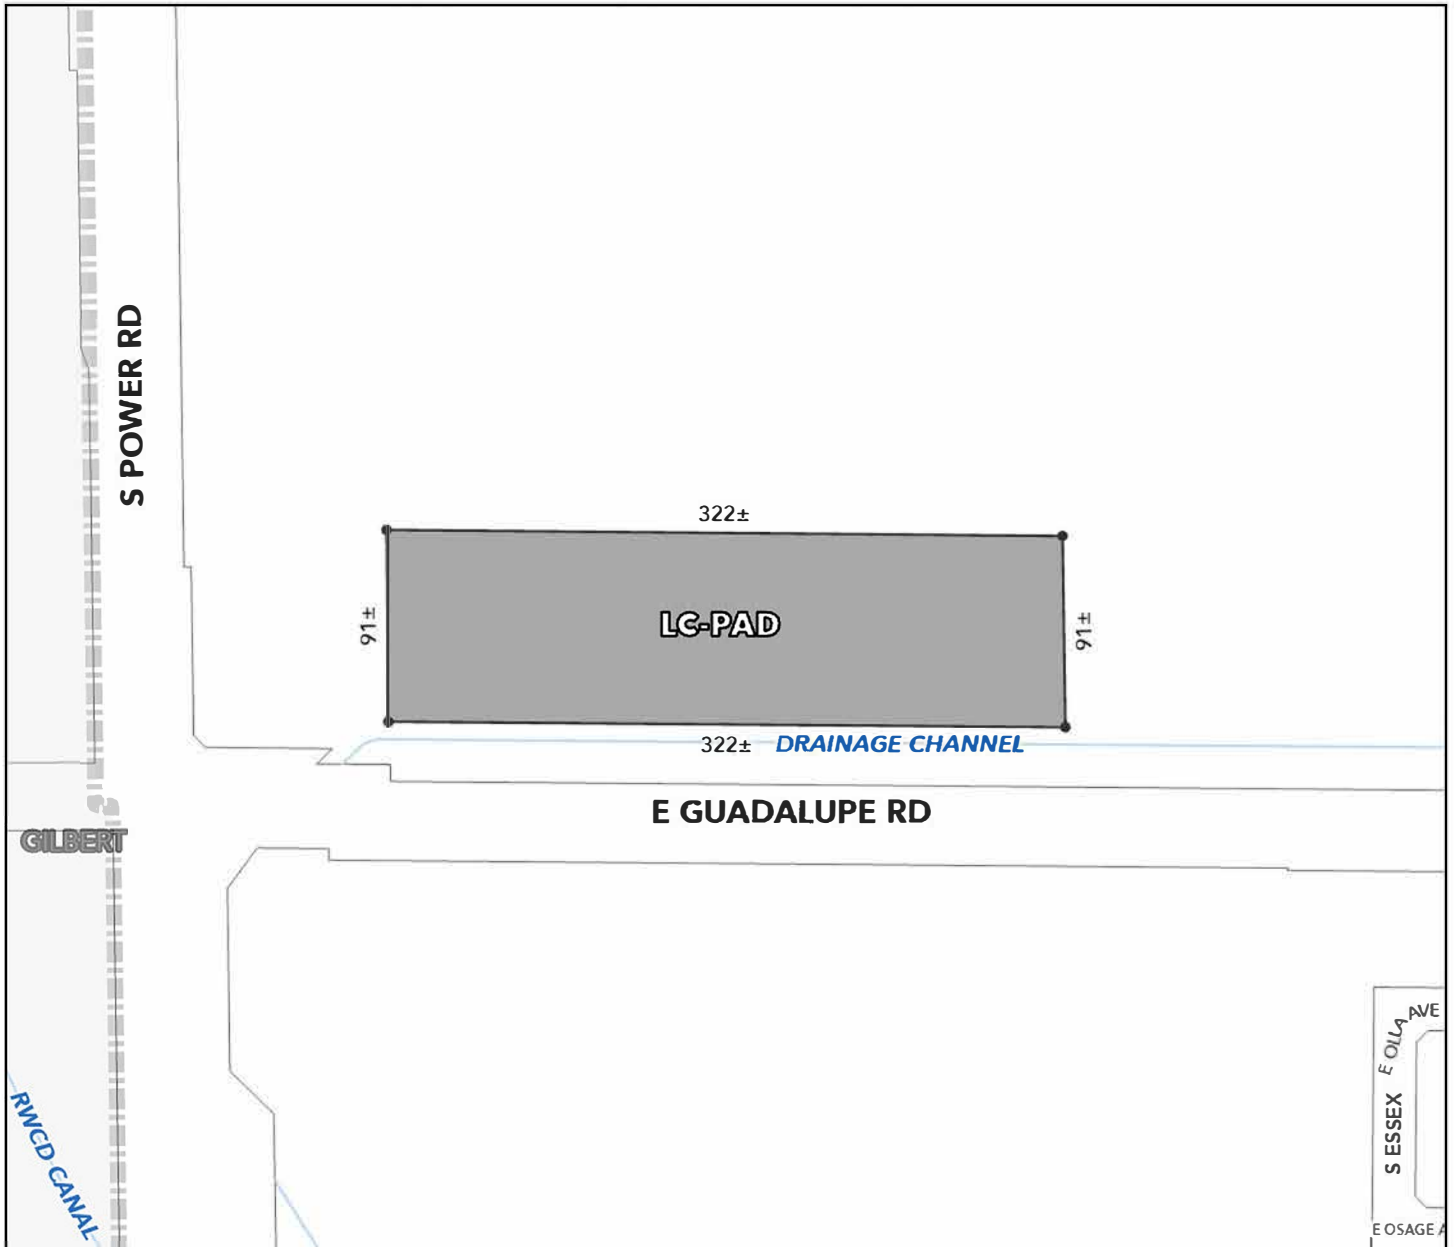 S POWER RD
322±
91±
LC-PAD
91±
322±
DRAINAGE CHANNEL
E GUADALUPE RD
GILBERT
E OLLA AVE
S ESSEX
RWCD CANAL
E OSAGE A